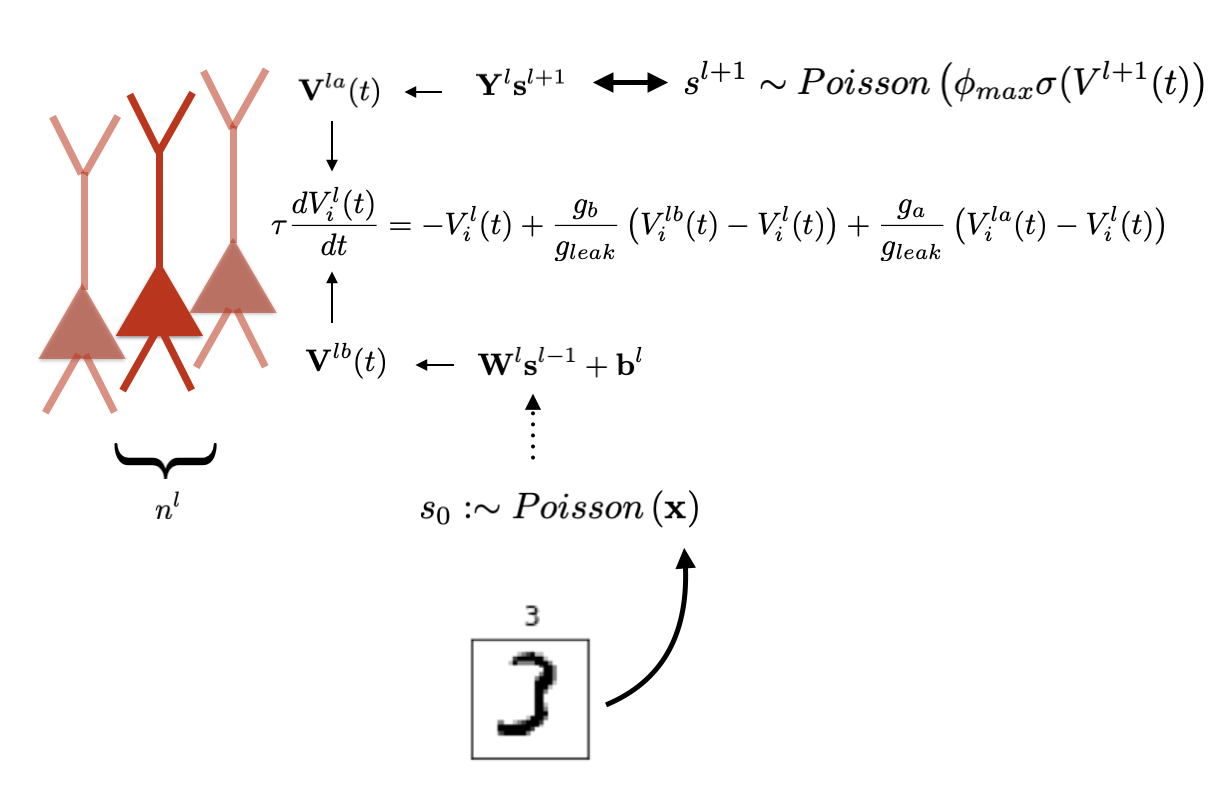 $\mathbf{V}^{la}(t)$ ← $\mathbf{Y}^{l}\mathbf{s}^{l+1}$ ↔ $s^{l+1} \sim Poisson\left(\phi_{max}\sigma(V^{l+1}(t)\right)$
$\tau\frac{dV_i^l(t)}{dt} = -V_i^l(t) + \frac{g_b}{g_{leak}}\left(V_i^{lb}(t) - V_i^l(t)\right) + \frac{g_a}{g_{leak}}\left(V_i^{la}(t) - V_i^l(t)\right)$
$\mathbf{V}^{lb}(t)$ ← $\mathbf{W}^{l}\mathbf{s}^{l-1} + \mathbf{b}^{l}$
$n^l$
$s_0 :\sim Poisson\left(\mathbf{x}\right)$
3
3